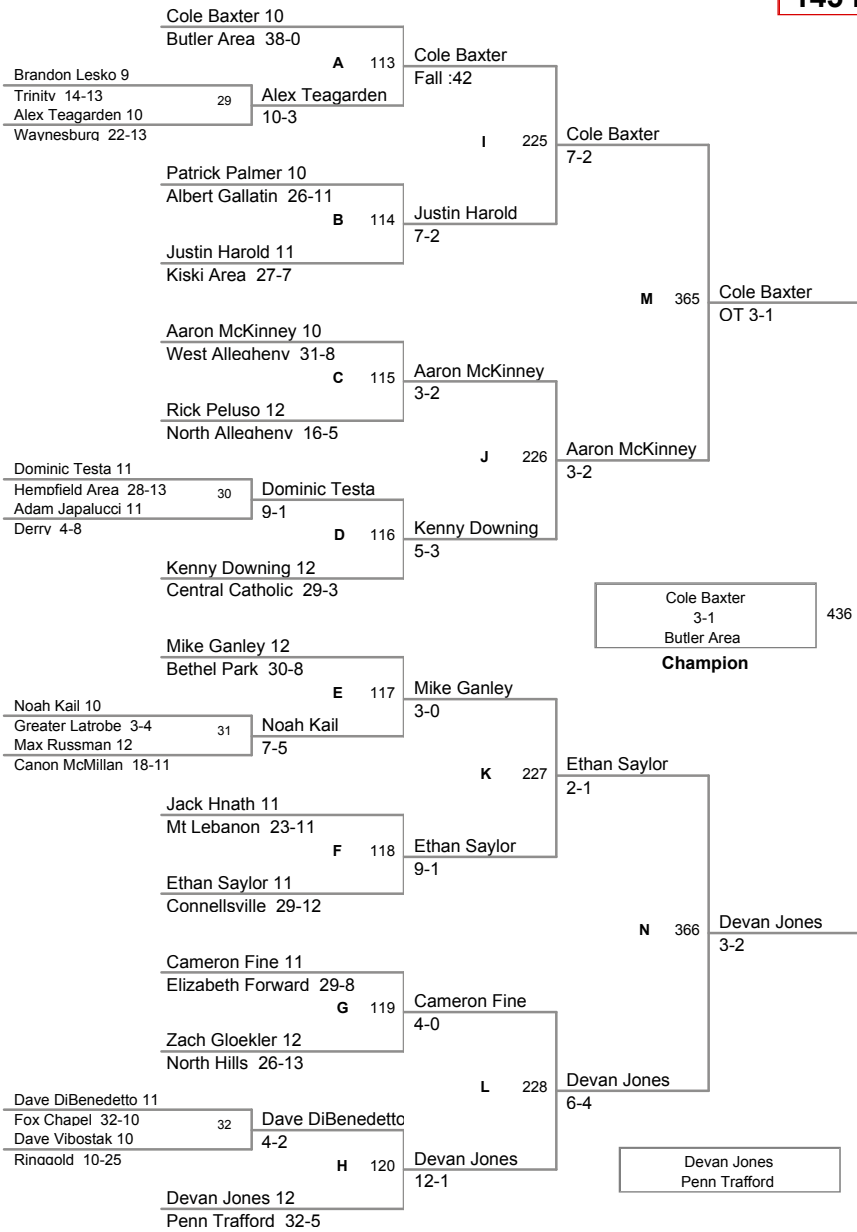 145
Cole Baxter 10
Butler Area 38-0
A 113
Cole Baxter
Fall :42
Brandon Lesko 9
Trinity 14-13
29
Alex Teagarden 10
Waynesburg 22-13
Alex Teagarden
10-3
I 225
Cole Baxter
7-2
Patrick Palmer 10
Albert Gallatin 26-11
B 114
Justin Harold
7-2
Justin Harold 11
Kiski Area 27-7
M 365
Cole Baxter
OT 3-1
Aaron McKinney 10
West Allegheny 31-8
C 115
Aaron McKinney
3-2
Rick Peluso 12
North Allegheny 16-5
J 226
Aaron McKinney
3-2
Dominic Testa 11
Hempfield Area 28-13
30
Adam Japalucci 11
Derry 4-8
Dominic Testa
9-1
D 116
Kenny Downing
5-3
Kenny Downing 12
Central Catholic 29-3
Cole Baxter
3-1
Butler Area
436
Champion
Mike Ganley 12
Bethel Park 30-8
E 117
Mike Ganley
3-0
Noah Kail 10
Greater Latrobe 3-4
31
Max Russman 12
Canon McMillan 18-11
Noah Kail
7-5
K 227
Ethan Saylor
2-1
Jack Hnath 11
Mt Lebanon 23-11
F 118
Ethan Saylor
9-1
Ethan Saylor 11
Connellsville 29-12
N 366
Devan Jones
3-2
Cameron Fine 11
Elizabeth Forward 29-8
G 119
Cameron Fine
4-0
Zach Gloekler 12
North Hills 26-13
L 228
Devan Jones
6-4
Dave DiBenedetto 11
Fox Chapel 32-10
32
Dave Vibostak 10
Ringgold 10-25
Dave DiBenedetto
4-2
H 120
Devan Jones
12-1
Devan Jones 12
Penn Trafford 32-5
Devan Jones
Penn Trafford